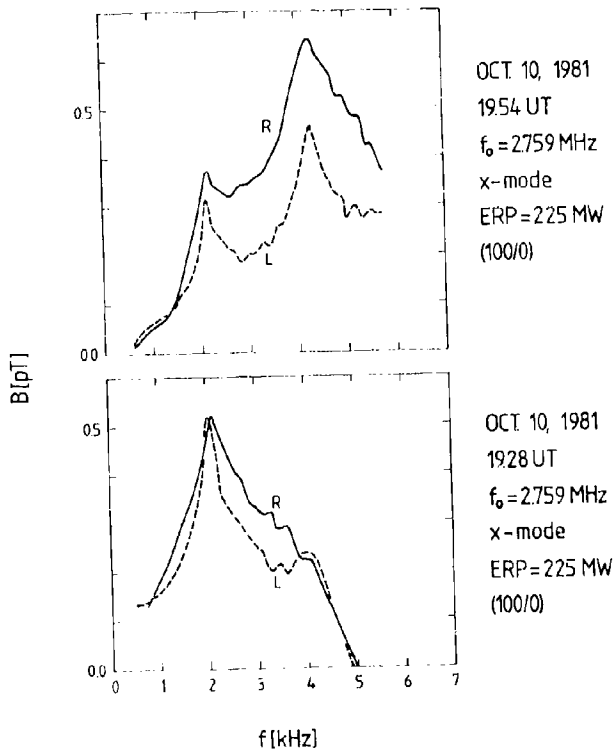 0.5
R
L
0.0
OCT. 10, 1981
19.54 UT
f₀ = 2.759 MHz
x-mode
ERP = 225 MW
(100/0)
B[pT]
0.5
R
L
0.0
0 1 2 3 4 5 6 7
f[kHz]
OCT. 10, 1981
19.28 UT
f₀ = 2.759 MHz
x-mode
ERP = 225 MW
(100/0)